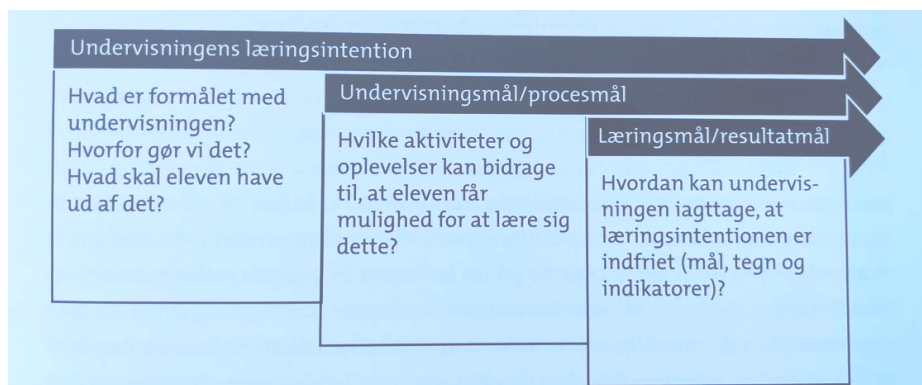 Undervisningens læringsintention
Hvad er formålet med
undervisningen?
Hvorfor gør vi det?
Hvad skal eleven have
ud af det?
Undervisningsmål/procesmål
Hvilke aktiviteter og
oplevelser kan bidrage
til, at eleven får
mulighed for at lære sig
dette?
Læringsmål/resultatmål
Hvordan kan undervis-
ningen iagttage, at
læringsintentionen er
indfriet (mål, tegn og
indikatorer)?